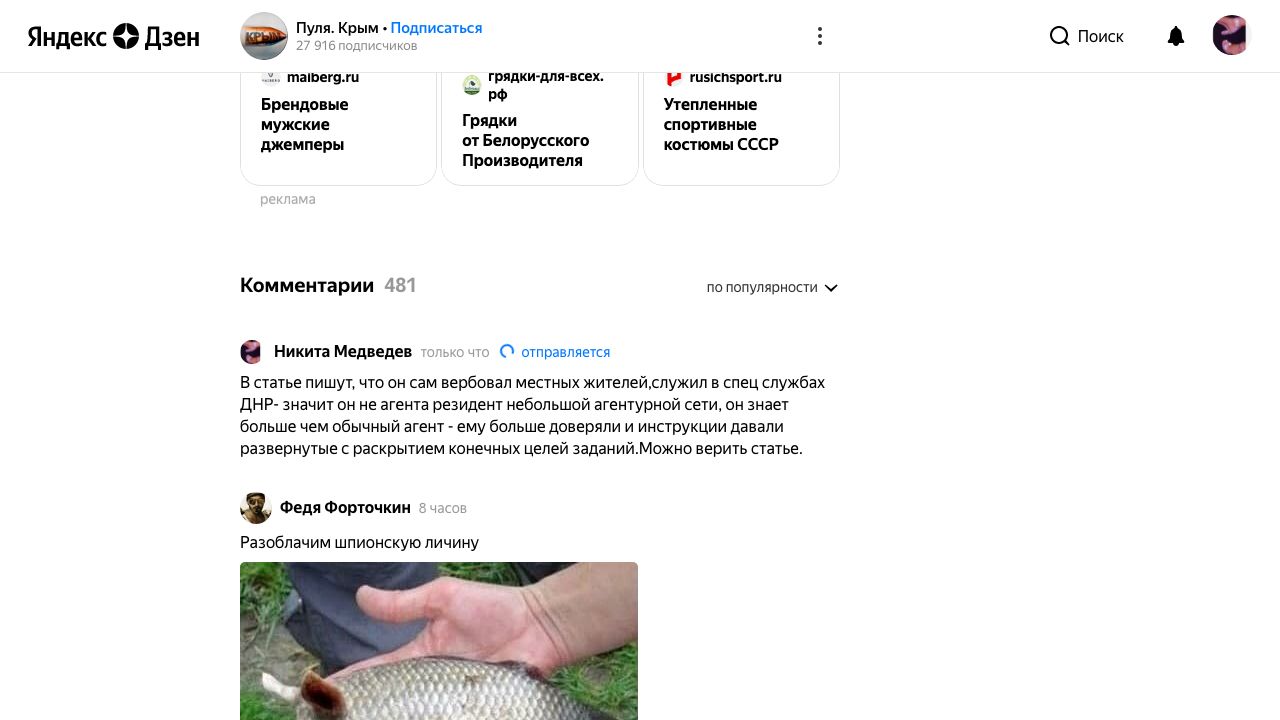 Яндекс Дзен
КРЫМ
Пуля. Крым • Подписаться
27 916 подписчиков
Поиск
malberg.ru
Брендовые
мужские
джемперы
грядки-для-всех.
рф
Грядки
от Белорусского
Производителя
rusichsport.ru
Утепленные
спортивные
костюмы СССР
реклама
Комментарии 481
по популярности
Никита Медведев только что отправляется
В статье пишут, что он сам вербовал местных жителей,служил в спец службах
ДНР- значит он не агента резидент небольшой агентурной сети, он знает
больше чем обычный агент - ему больше доверяли и инструкции давали
развернутые с раскрытием конечных целей заданий.Можно верить статье.
Федя Форточкин 8 часов
Разоблачим шпионскую личину